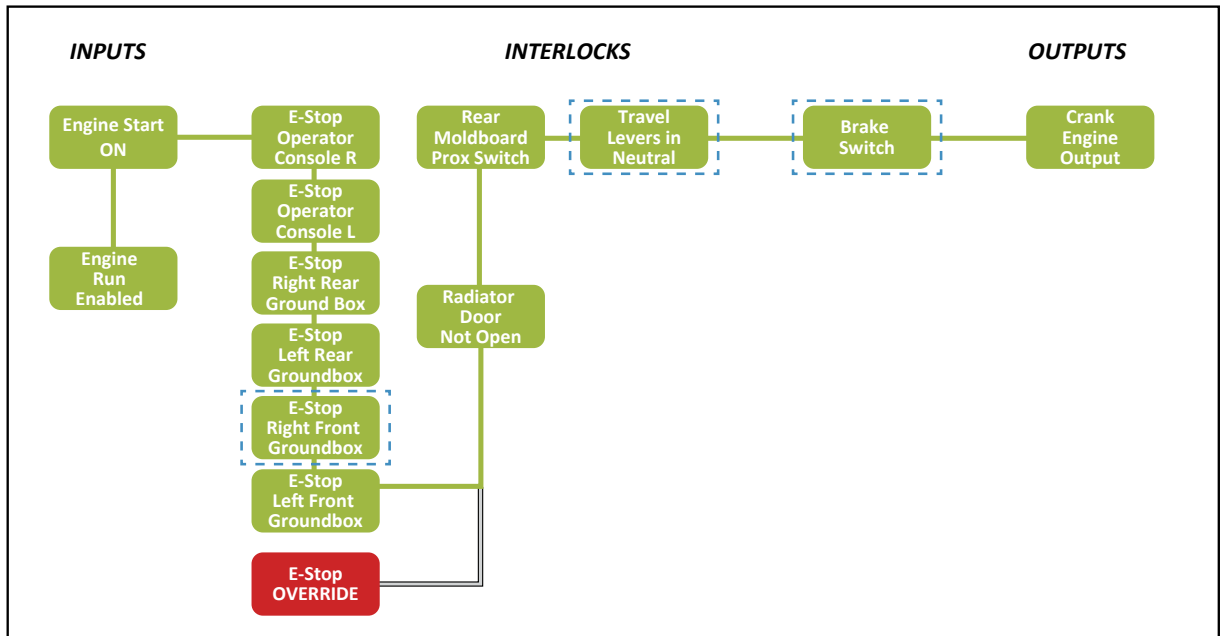 INPUTS
INTERLOCKS
OUTPUTS
Engine Start
ON
Engine
Run
Enabled
E-Stop
Operator
Console R
E-Stop
Operator
Console L
E-Stop
Right Rear
Ground Box
E-Stop
Left Rear
Groundbox
E-Stop
Right Front
Groundbox
E-Stop
Left Front
Groundbox
E-Stop
OVERRIDE
Rear
Moldboard
Prox Switch
Radiator
Door
Not Open
Travel
Levers in
Neutral
Brake
Switch
Crank
Engine
Output